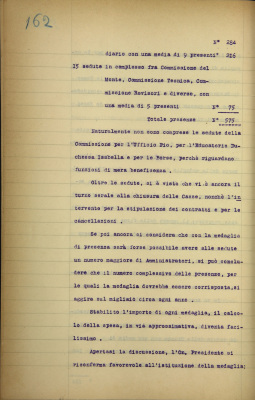 162
N° 254
diario con una media di 9 presenti " 216
15 sedute in complesso fra Commissione del
Monte, Commissione Tecnica, Com-
missione Revisori e diverse, con
una media di 5 presenti N° 75
Totale presenze N° 575
Naturalmente non sono comprese le sedute della
Commissione per l'Ufficio Pio, per l'Educatorio Du-
chessa Isabella e per le Borse, perchè riguardano
funzioni di mera beneficenza.
Oltre le sedute, si è visto che vi è ancora il
turno serale alla chiusura delle Casse, nonchè l'in
tervento per la stipulazione dei contratti e per le
cancellazioni.
Se poi ancora si considera che con la medaglia
di presenza sarà forse possibile avere alle sedute
un numero maggiore di Amministratori, si può conclu-
dere che il numero complessivo delle presenze, per
le quali la medaglia dovrebbe essere corrisposta, si
aggira sul migliaio circa ogni anno.
Stabilito l'importo di ogni medaglia, il calco-
lo della spesa, in via approssimativa, diventa faci-
lissimo.
Apertasi la discussione, l'On. Presidente si
riconferma favorevole all'istituzione della medaglia;